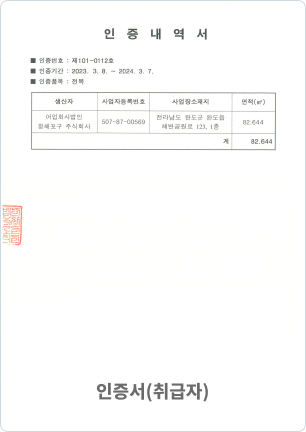 인 증 내 역 서
■ 인증번호 : 제101-0112호
■ 인증기간 : 2023. 3. 8. ~ 2024. 3. 7.
■ 인증품목 : 전복
생산자 사업자등록번호 사업장소재지 면적(㎡)
어업회사법인 청해포구 주식회사 507-87-00569 전라남도 완도군 완도읍 해변공원로 123, 1층 82.644
계 82.644
인증서(취급자)